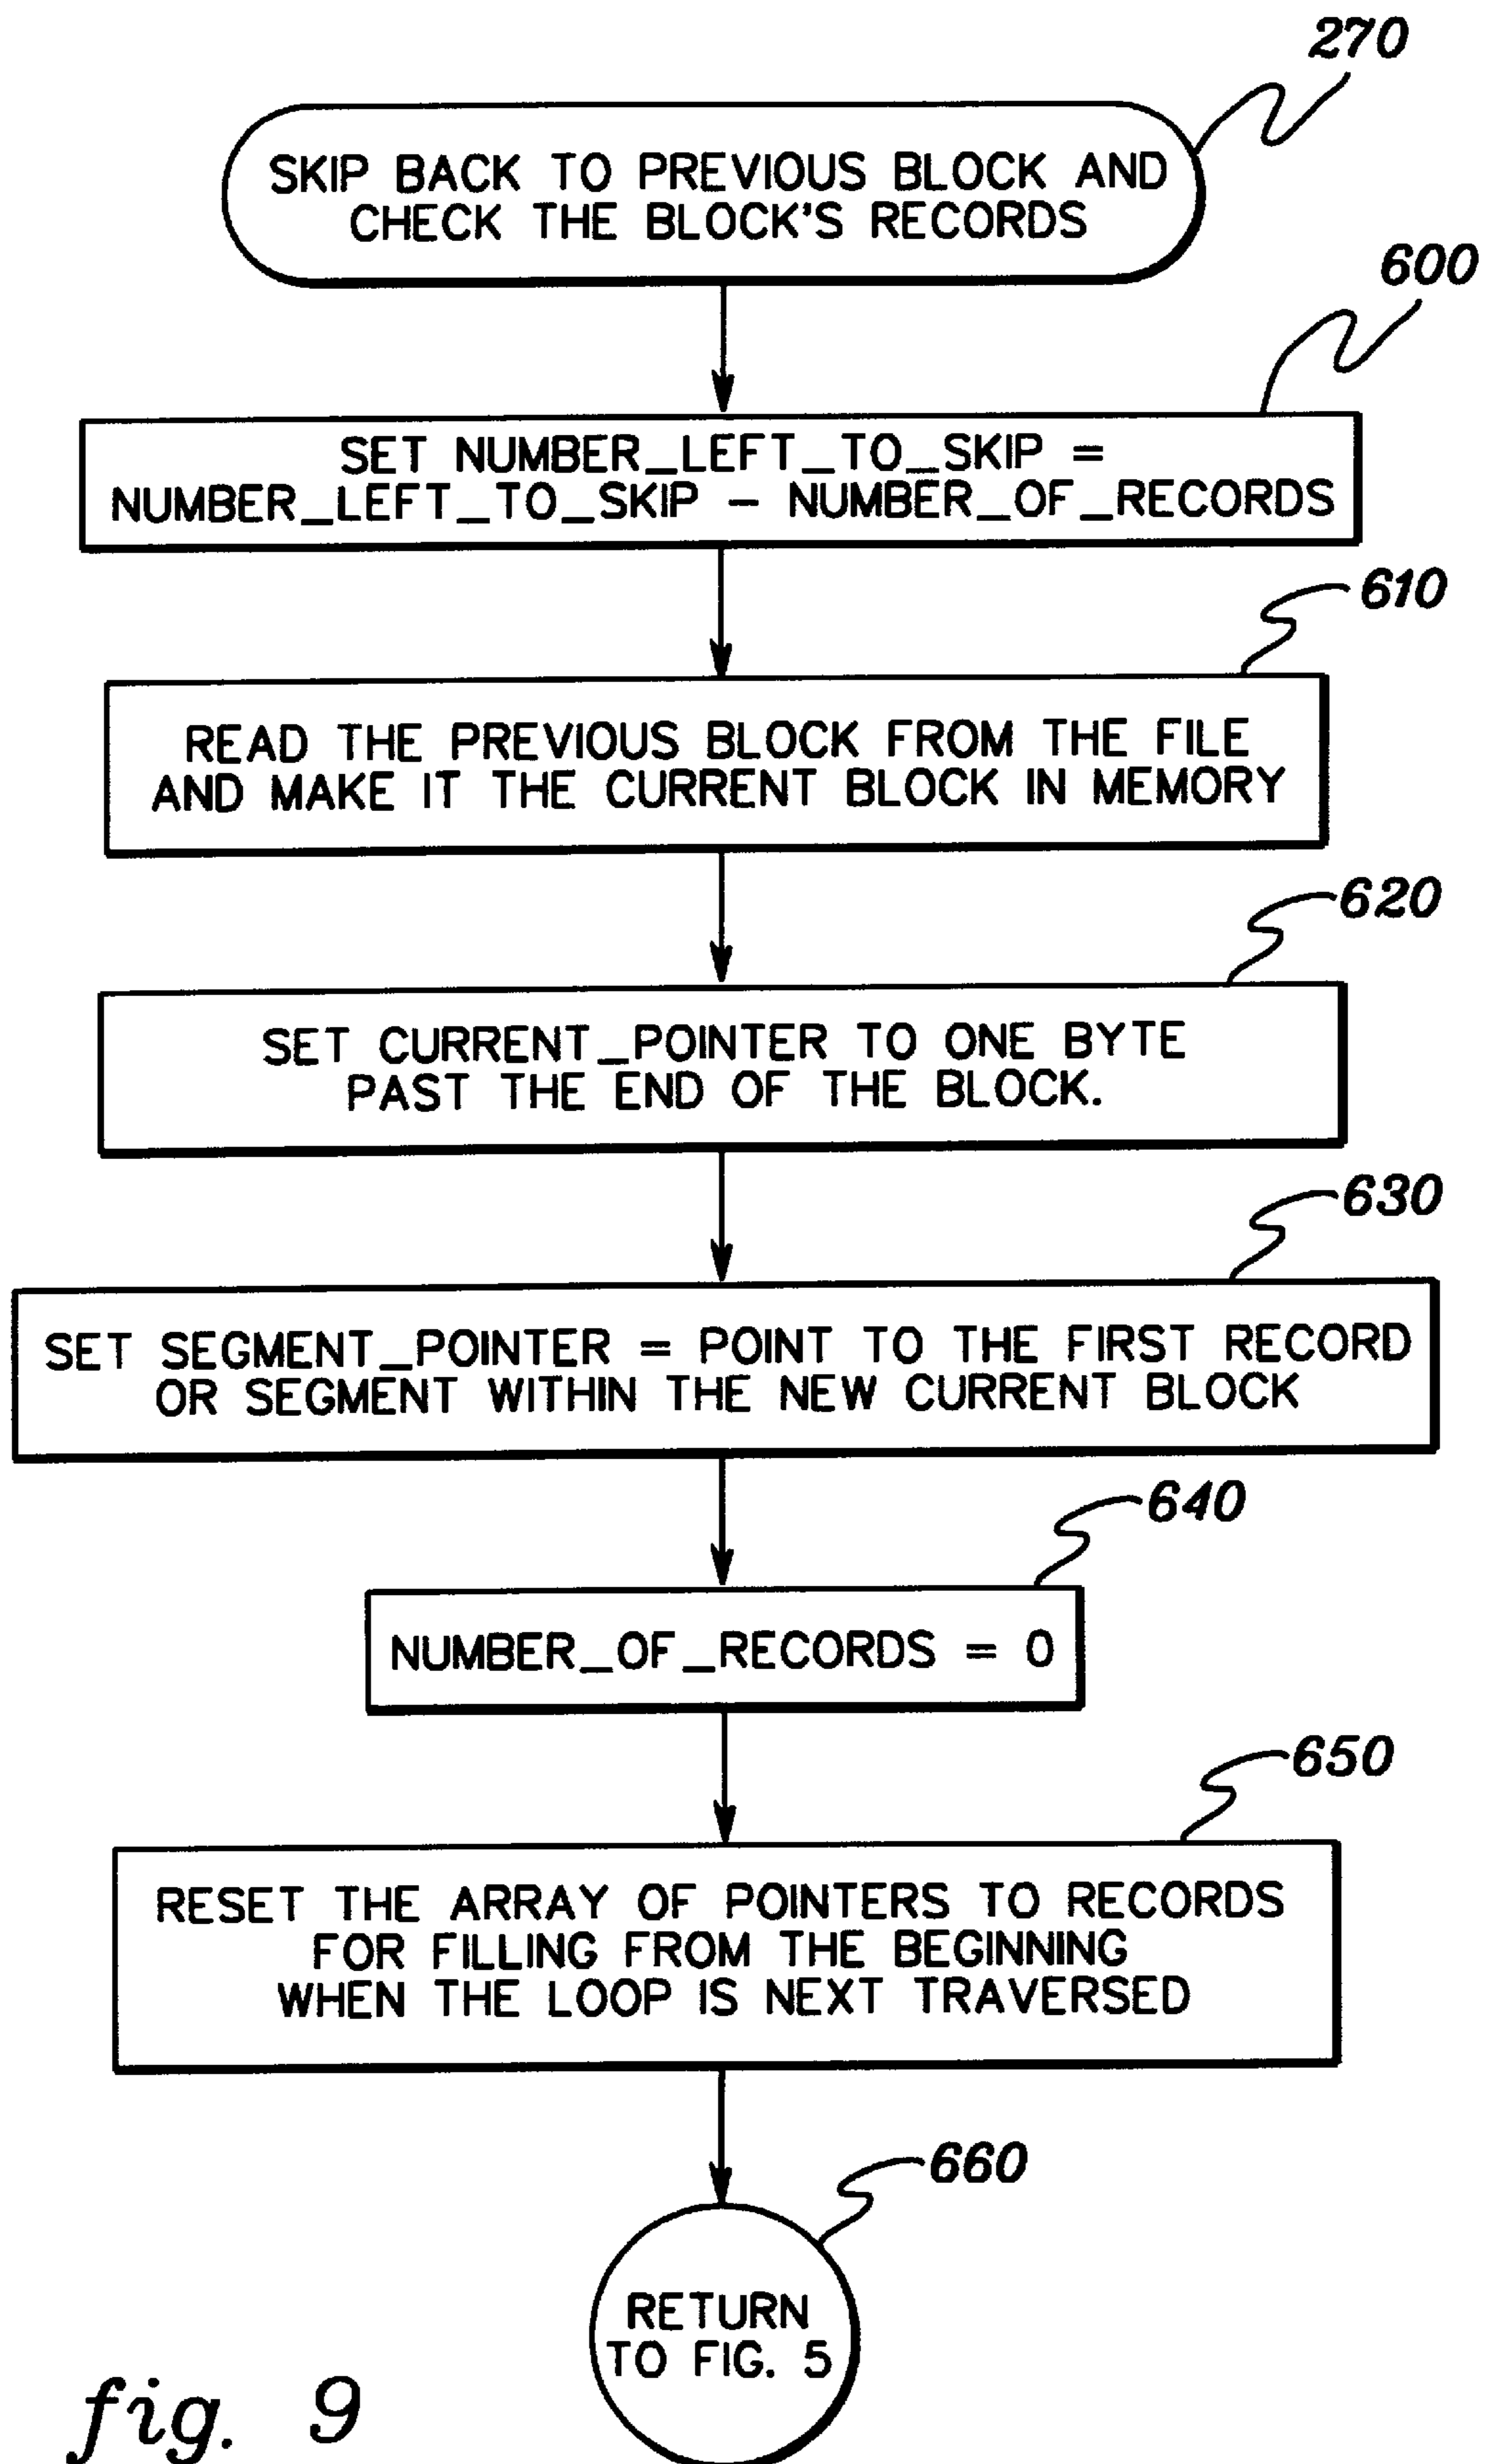 270
SKIP BACK TO PREVIOUS BLOCK AND
CHECK THE BLOCK'S RECORDS
600
SET NUMBER_LEFT_TO_SKIP =
NUMBER_LEFT_TO_SKIP - NUMBER_OF_RECORDS
610
READ THE PREVIOUS BLOCK FROM THE FILE
AND MAKE IT THE CURRENT BLOCK IN MEMORY
620
SET CURRENT_POINTER TO ONE BYTE
PAST THE END OF THE BLOCK.
630
SET SEGMENT_POINTER = POINT TO THE FIRST RECORD
OR SEGMENT WITHIN THE NEW CURRENT BLOCK
640
NUMBER_OF_RECORDS = 0
650
RESET THE ARRAY OF POINTERS TO RECORDS
FOR FILLING FROM THE BEGINNING
WHEN THE LOOP IS NEXT TRAVERSED
660
RETURN
TO FIG. 5
fig. 9